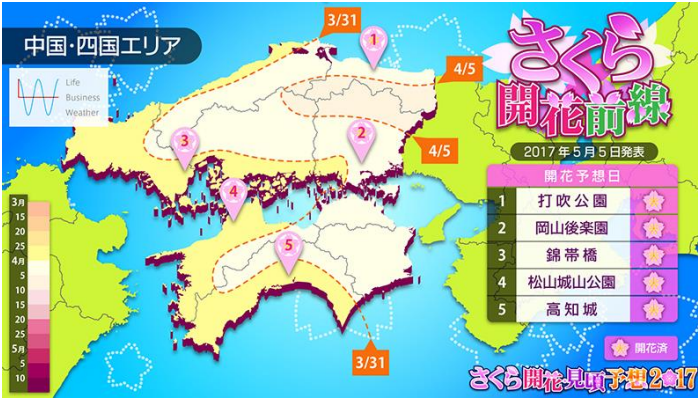 中国・四国エリア
Life
Business
Weather
3/31
4/5
4/5
3/31
1
2
3
4
5
3月
15
20
25
4月
5
10
15
20
25
5月
5
10
さくら
開花前線
2017年5月5日発表
開花予想日
1 打吹公園
2 岡山後楽園
3 錦帯橋
4 松山城山公園
5 高知城
開花済
さくら開花見頃予想2017